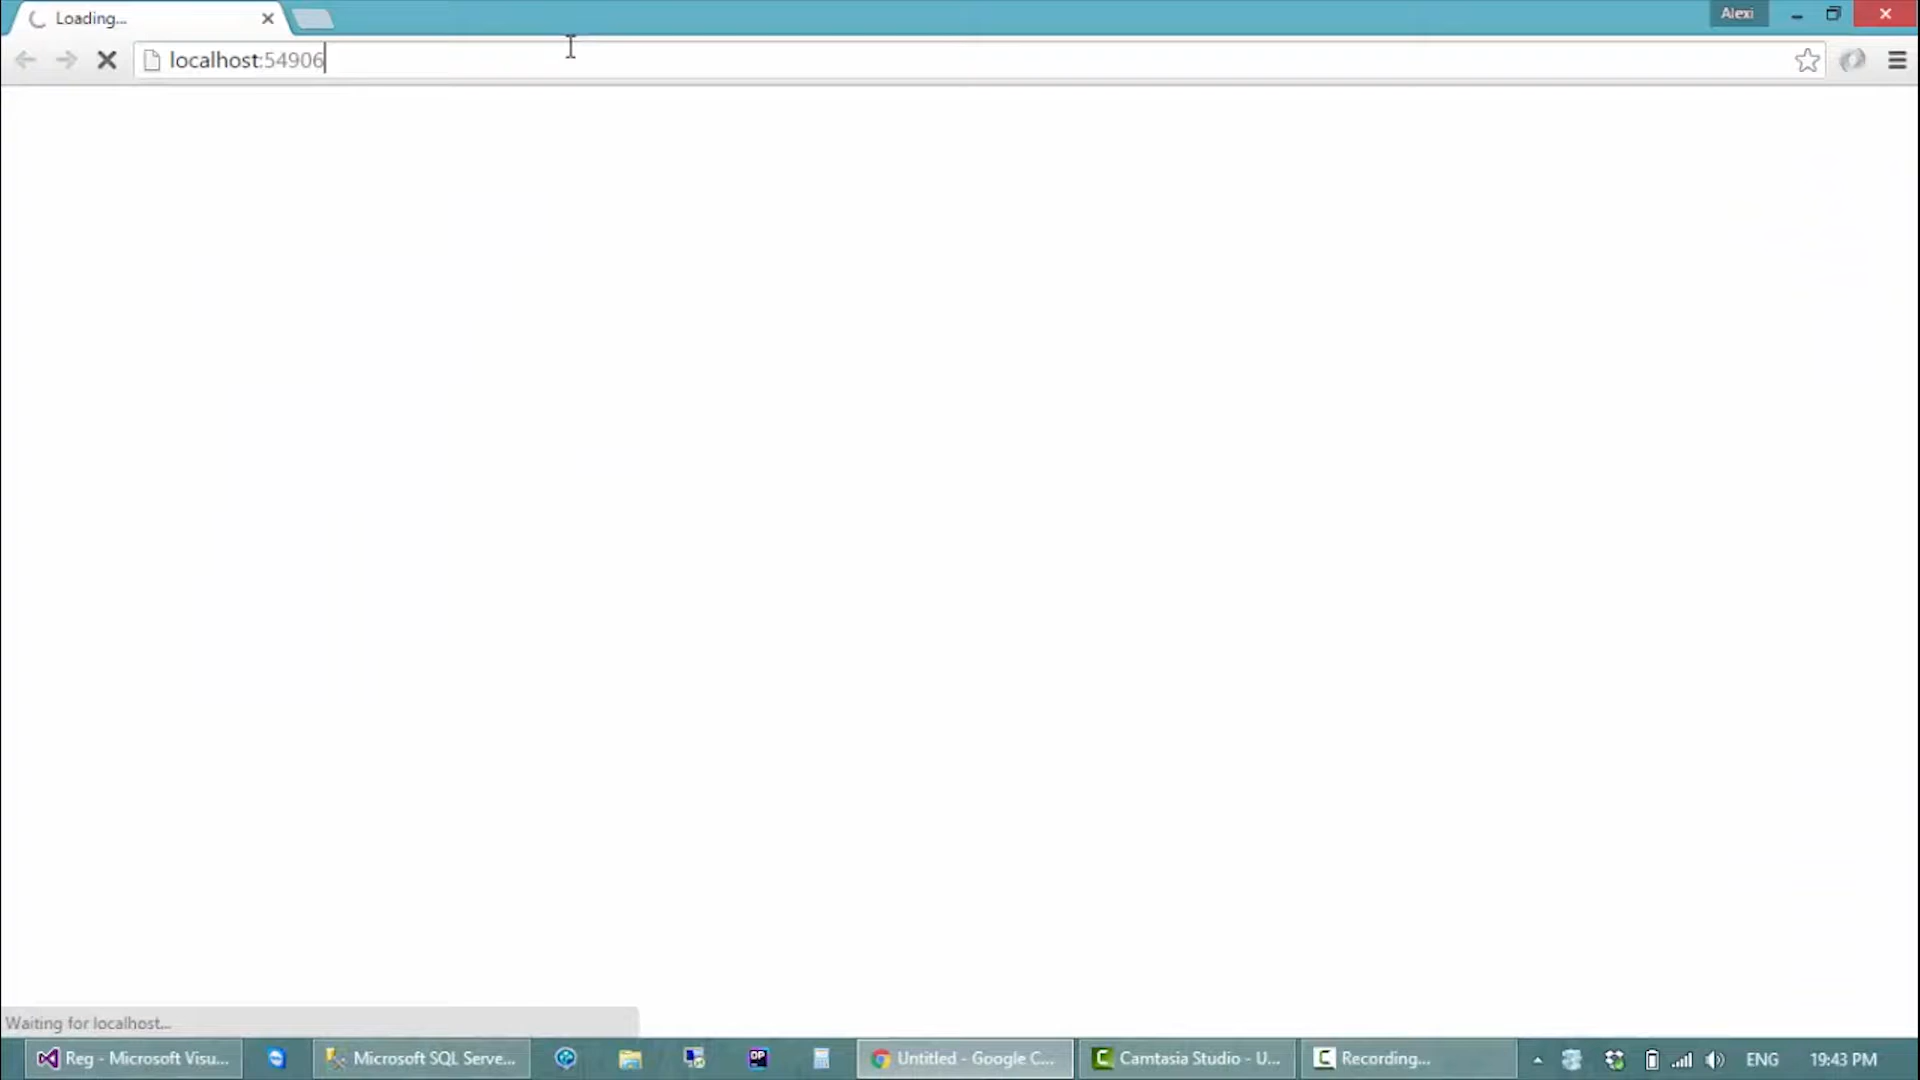 Loading...
Alexi
localhost:54906
Waiting for localhost...
Reg - Microsoft Visu...
Microsoft SQL Serve...
DP
Untitled - Google C...
Camtasia Studio - U...
Recording...
ENG
19:43 PM